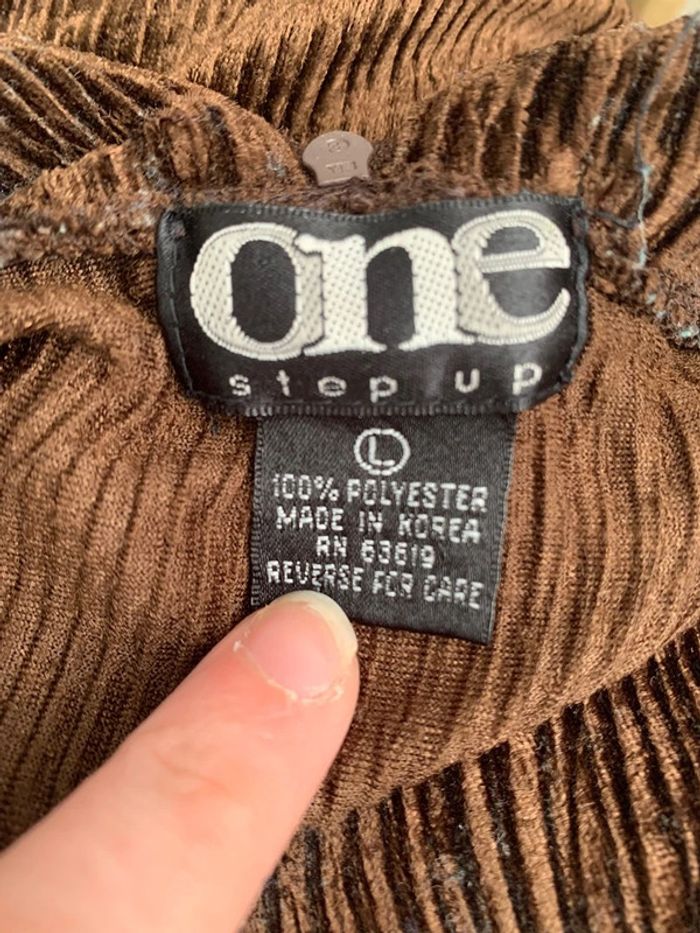 one
step up
L
100% POLYESTER
MADE IN KOREA
RN 63619
REVERSE FOR CARE